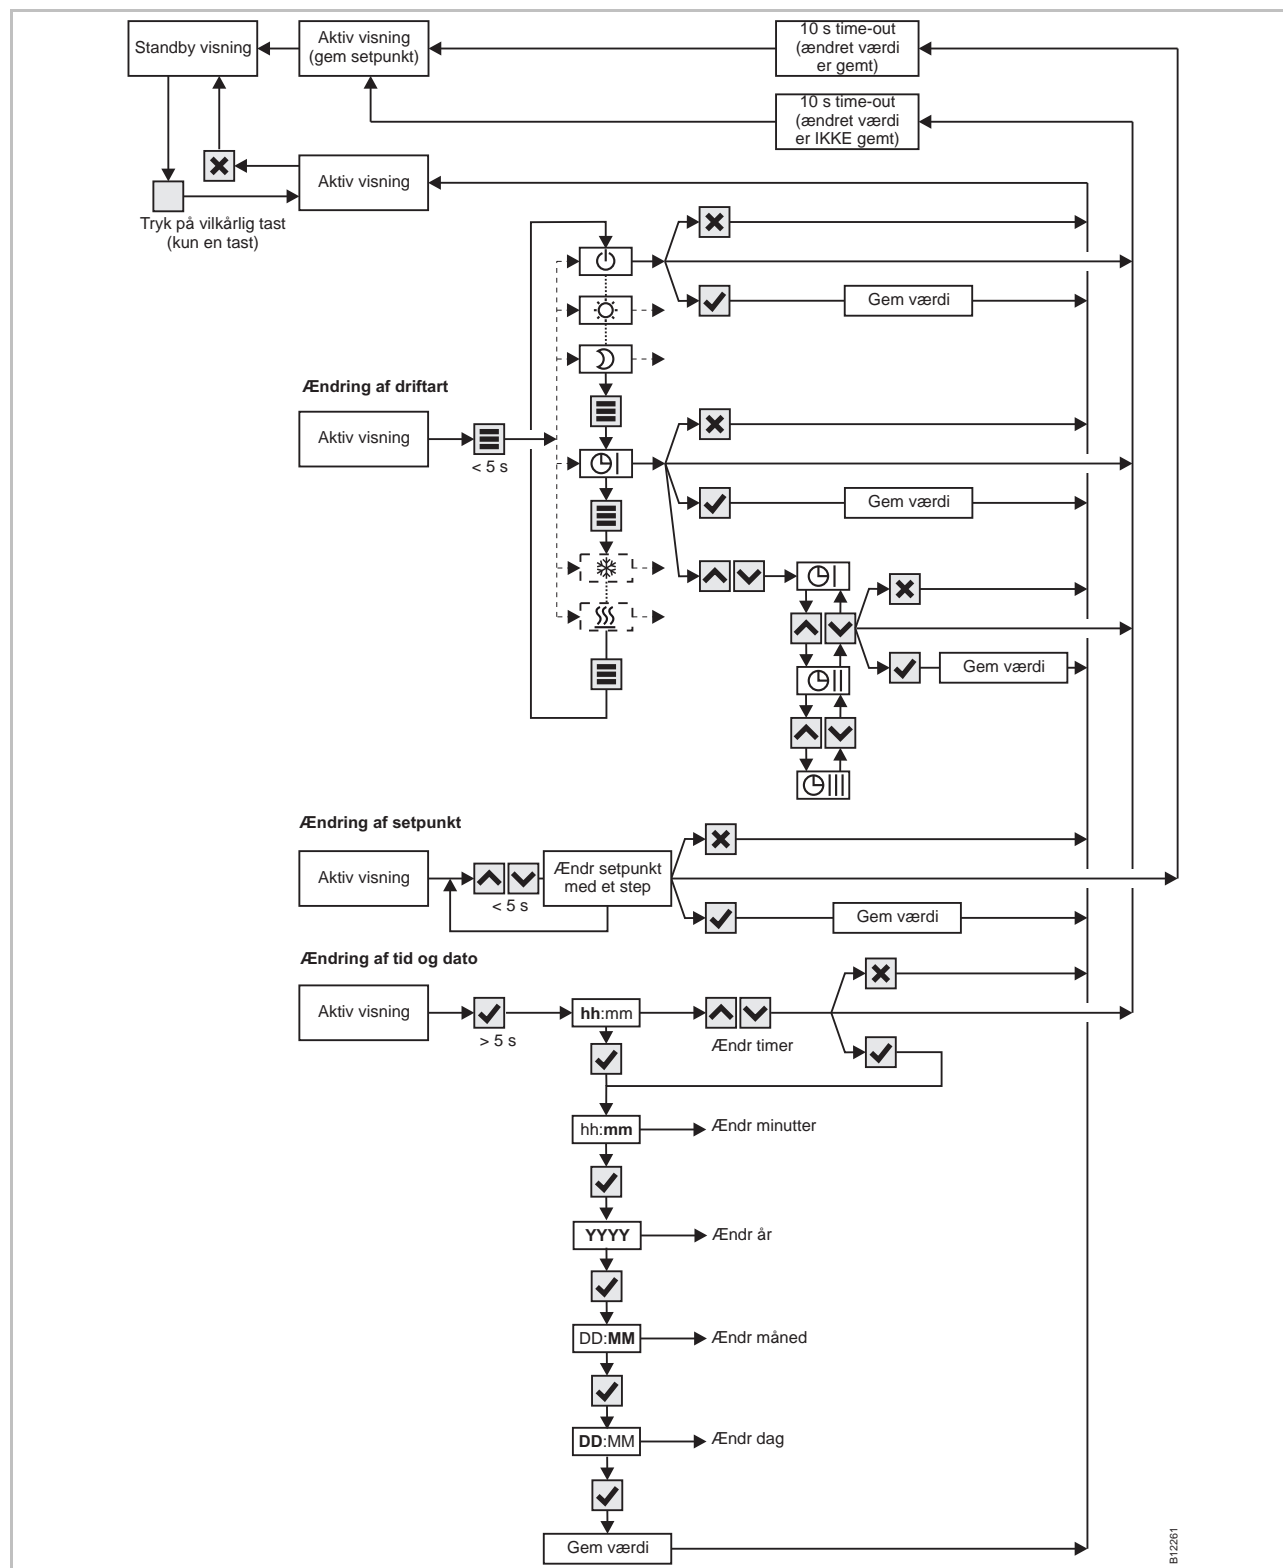 Standby visning
Aktiv visning
(gem setpunkt)
10 s time-out
(ændret værdi
er gemt)
10 s time-out
(ændret værdi
er IKKE gemt)
Aktiv visning
Tryk på vilkårlig tast
(kun en tast)
Gem værdi
Ændring af driftart
Aktiv visning
< 5 s
Gem værdi
Gem værdi
Ændring af setpunkt
Aktiv visning
< 5 s
Ændr setpunkt
med et step
Gem værdi
Ændring af tid og dato
Aktiv visning
> 5 s
hh:mm
Ændr timer
hh:mm
Ændr minutter
YYYY
Ændr år
DD:MM
Ændr måned
DD:MM
Ændr dag
Gem værdi
B12261